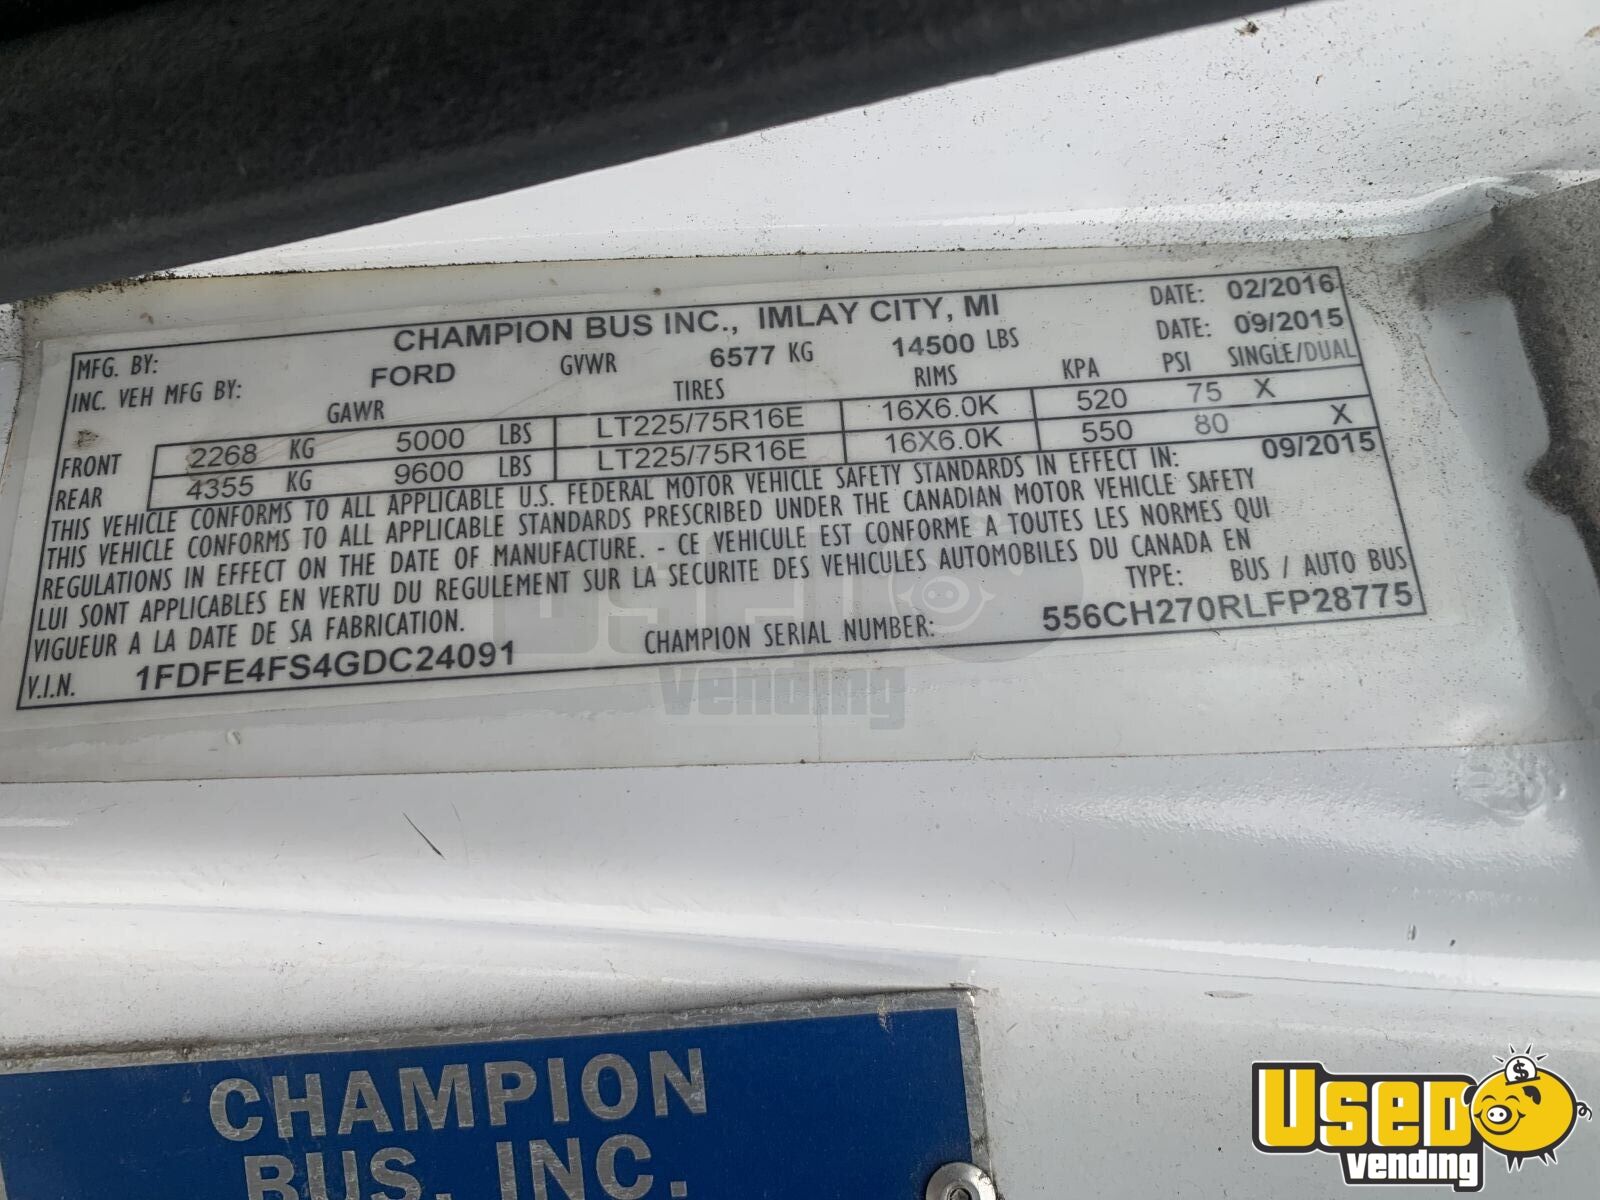 MFG. BY: CHAMPION BUS INC., IMLAY CITY, MI DATE: 02/2016
INC. VEH MFG BY: FORD GVWR 6577 KG 14500 LBS DATE: 09/2015
GAWR TIRES RIMS KPA PSI SINGLE/DUAL
FRONT 2268 KG 5000 LBS LT225/75R16E 16X6.0K 520 75 X
REAR 4355 KG 9600 LBS LT225/75R16E 16X6.0K 550 80 X
THIS VEHICLE CONFORMS TO ALL APPLICABLE U.S. FEDERAL MOTOR VEHICLE SAFETY STANDARDS IN EFFECT IN: 09/2015
THIS VEHICLE CONFORMS TO ALL APPLICABLE STANDARDS PRESCRIBED UNDER THE CANADIAN MOTOR VEHICLE SAFETY
REGULATIONS IN EFFECT ON THE DATE OF MANUFACTURE. - CE VEHICULE EST CONFORME A TOUTES LES NORMES QUI
LUI SONT APPLICABLES EN VERTU DU REGULEMENT SUR LA SECURITE DES VEHICULES AUTOMOBILES DU CANADA EN
VIGUEUR A LA DATE DE SA FABRICATION. TYPE: BUS / AUTO BUS
V.I.N. 1FDFE4FS4GDC24091 CHAMPION SERIAL NUMBER: 556CH270RLFP28775
USED
vending
CHAMPION
BUS, INC.
USED
vending